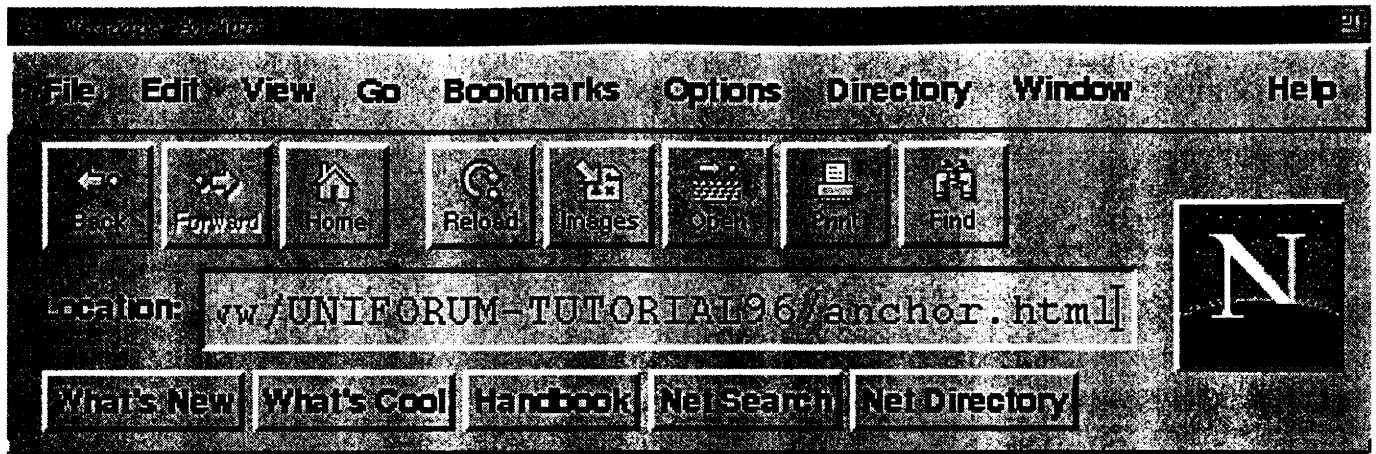 File Edit View Go Bookmarks Options Directory Window Help
Back Forward Home Reload Images Open Print Find
Location: vw/UNIFORUM-TUTORIAL96/anchor.html
N
What's New What's Cool Handbook Net Search Net Directory